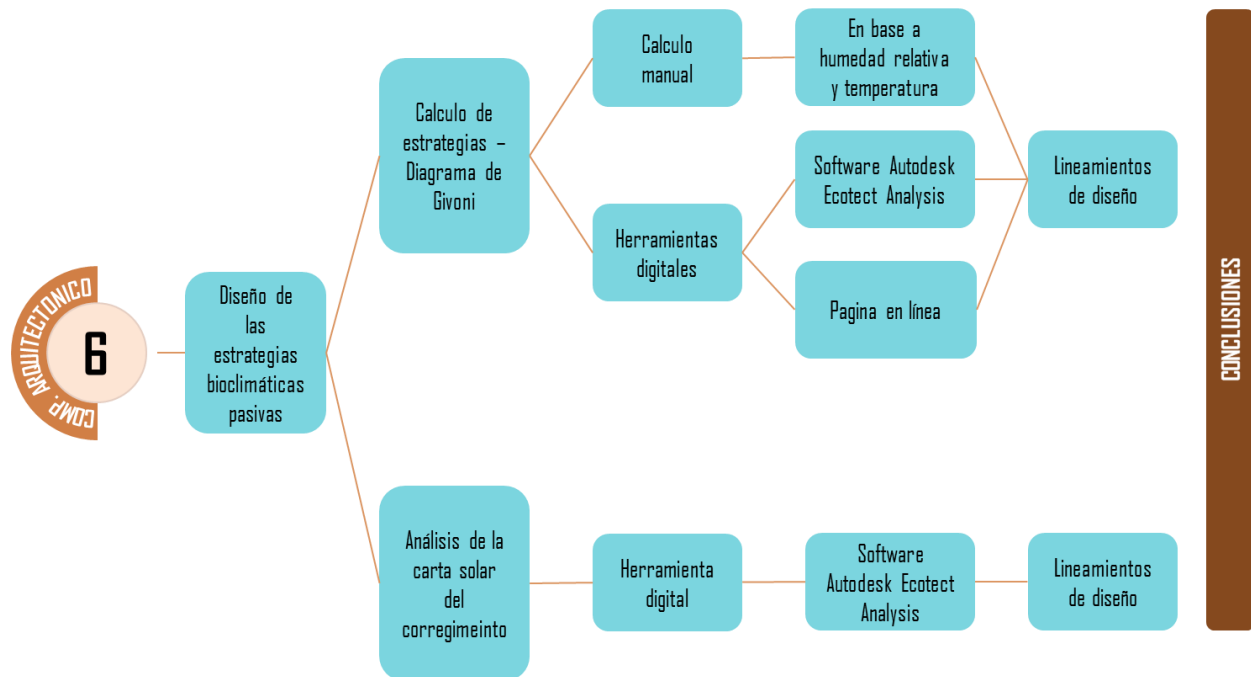 COMP. ARQUITECTONICO
6
Diseño de
las
estrategias
bioclimáticas
pasivas
Calculo de
estrategias –
Diagrama de
Givoni
Calculo
manual
En base a
humedad relativa
y temperatura
Herramientas
digitales
Software Autodesk
Ecotect Analysis
Pagina en línea
Lineamientos
de diseño
Análisis de la
carta solar
del
corregimeinto
Herramienta
digital
Software
Autodesk Ecotect
Analysis
Lineamientos
de diseño
CONCLUSIONES